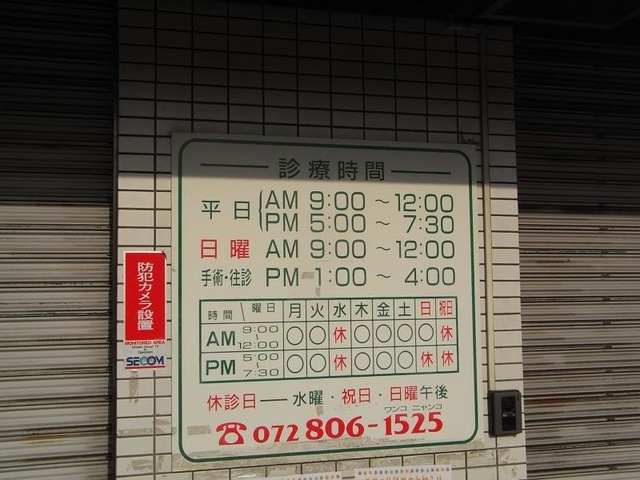 診療時間
平日 AM 9:00 ~ 12:00
PM 5:00 ~ 7:30
日曜 AM 9:00 ~ 12:00
手術・往診 PM 1:00 ~ 4:00
時間 \ 曜日 月 火 水 木 金 土 日 祝日
AM 9:00 ~ 12:00 ○ ○ 休 ○ ○ ○ ○ 休
PM 5:00 ~ 7:30 ○ ○ 休 ○ ○ ○ 休 休
休診日 ― 水曜・祝日・日曜午後
ワンコ ニャンコ
☎ 072 806-1525
防犯カメラ設置
MONITORED AREA
SECOM